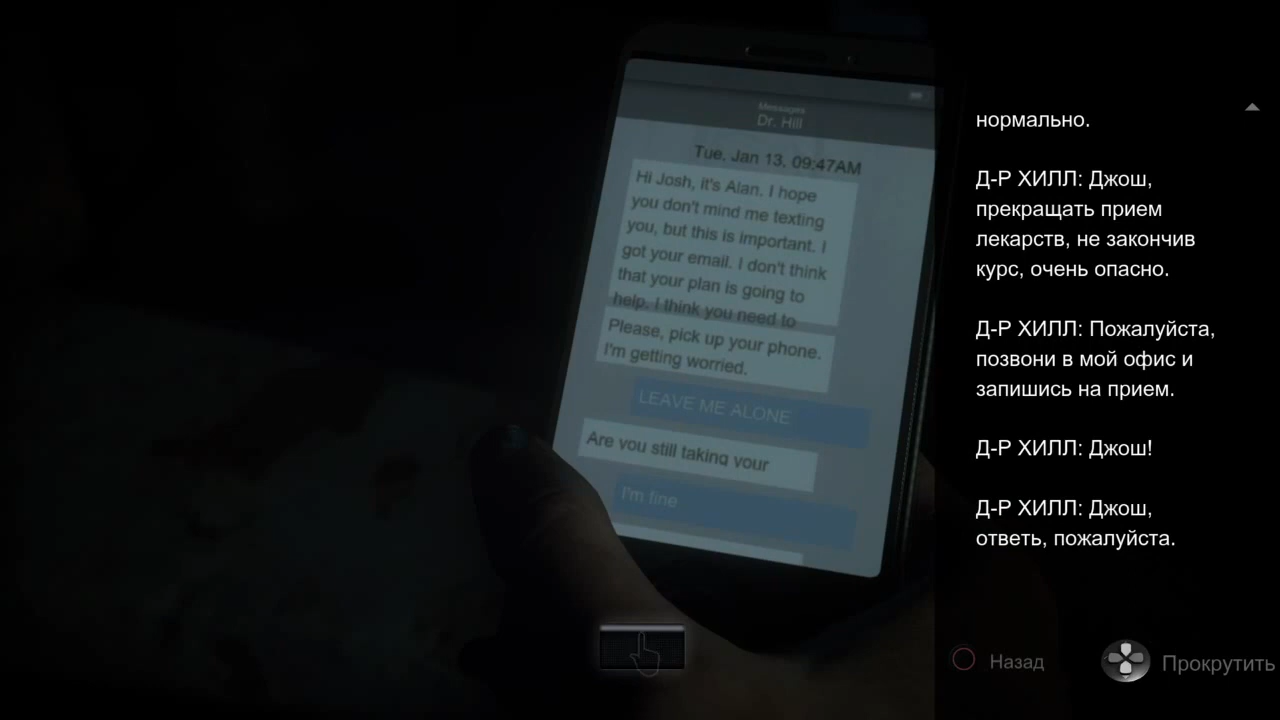 Messages
Dr. Hill
Tue, Jan 13, 09:47AM
Hi Josh, it's Alan. I hope
you don't mind me texting
you, but this is important. I
got your email. I don't think
that your plan is going to
help. I think you need to
Please, pick up your phone.
I'm getting worried.
LEAVE ME ALONE
Are you still taking your
I'm fine
нормально.
Д-Р ХИЛЛ: Джош,
прекращать прием
лекарств, не закончив
курс, очень опасно.
Д-Р ХИЛЛ: Пожалуйста,
позвони в мой офис и
запишись на прием.
Д-Р ХИЛЛ: Джош!
Д-Р ХИЛЛ: Джош,
ответь, пожалуйста.
Назад
Прокрутить